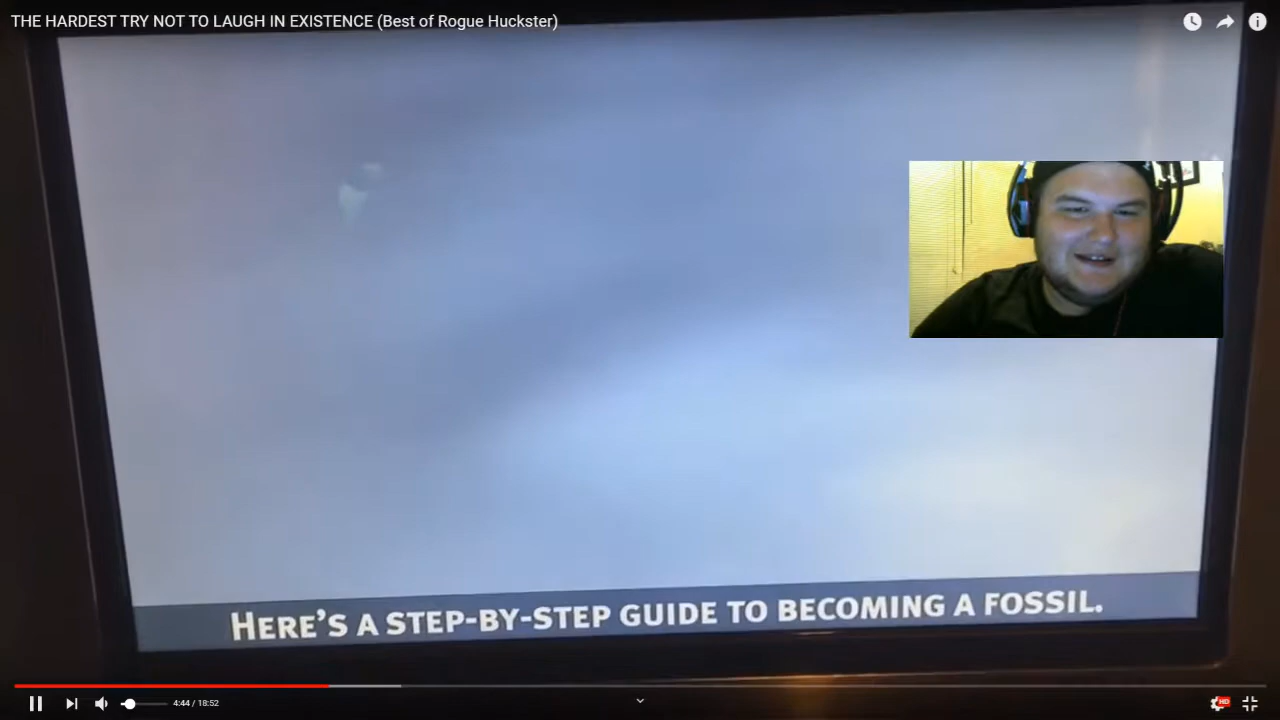 THE HARDEST TRY NOT TO LAUGH IN EXISTENCE (Best of Rogue Huckster)
HERE'S A STEP-BY-STEP GUIDE TO BECOMING A FOSSIL.
4:44 / 18:52
HD